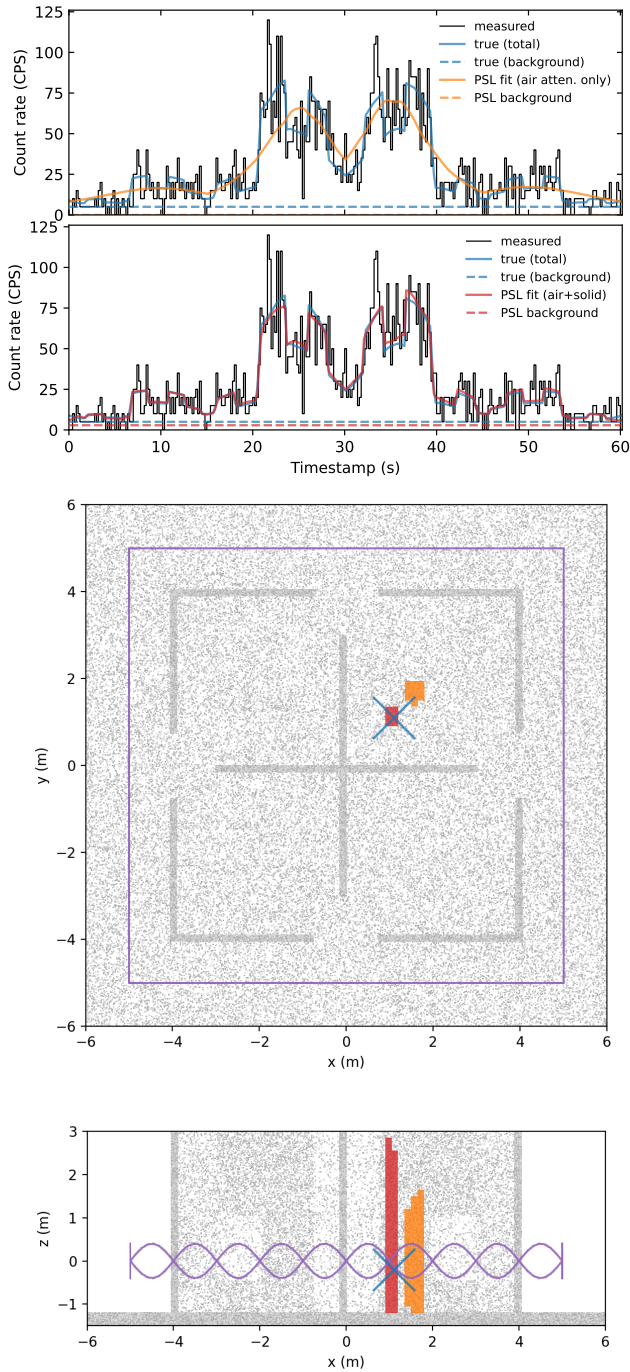 125
100
75
50
25
0
Count rate (CPS)
measured
true (total)
true (background)
PSL fit (air atten. only)
PSL background
125
100
75
50
25
0
Count rate (CPS)
measured
true (total)
true (background)
PSL fit (air+solid)
PSL background
0 10 20 30 40 50 60
Timestamp (s)
6
4
2
0
−2
−4
−6
y (m)
−6 −4 −2 0 2 4 6
x (m)
3
2
1
0
−1
z (m)
−6 −4 −2 0 2 4 6
x (m)